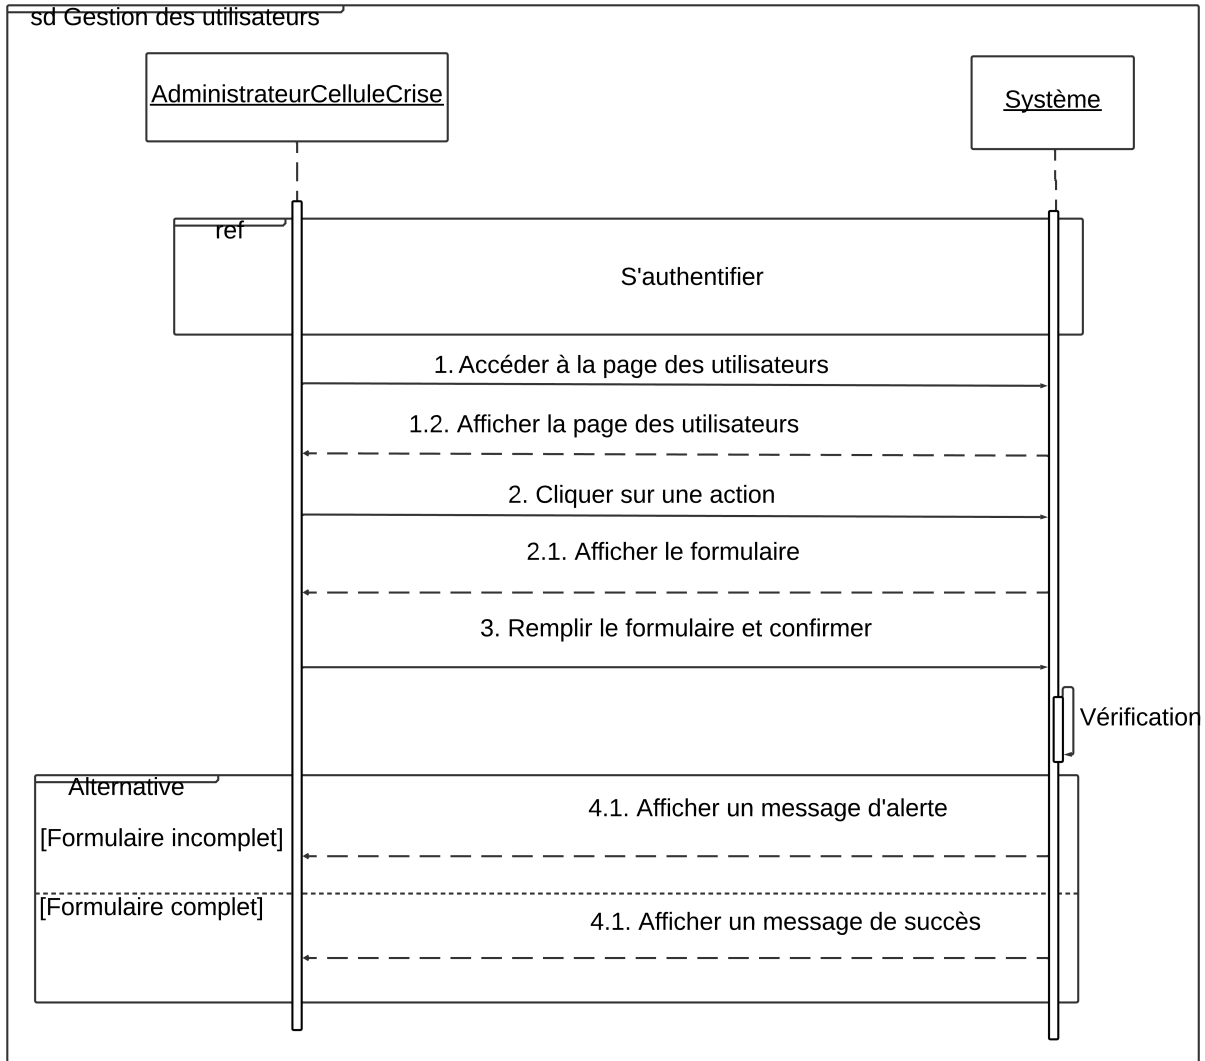 sd Gestion des utilisateurs
AdministrateurCelluleCrise
Système
ref
S'authentifier
1. Accéder à la page des utilisateurs
1.2. Afficher la page des utilisateurs
2. Cliquer sur une action
2.1. Afficher le formulaire
3. Remplir le formulaire et confirmer
Vérification
Alternative
4.1. Afficher un message d'alerte
[Formulaire incomplet]
[Formulaire complet]
4.1. Afficher un message de succès